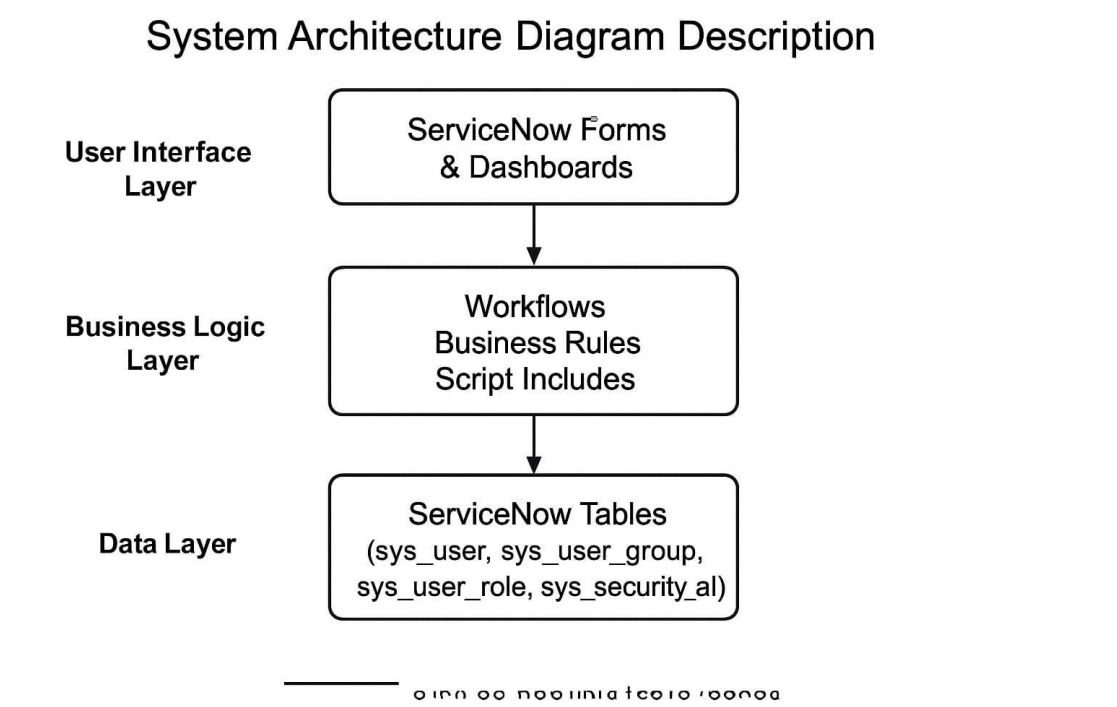 System Architecture Diagram Description
User Interface
Layer
ServiceNow Forms
& Dashboards
Business Logic
Layer
Workflows
Business Rules
Script Includes
Data Layer
ServiceNow Tables
(sys_user, sys_user_group,
sys_user_role, sys_security_al)